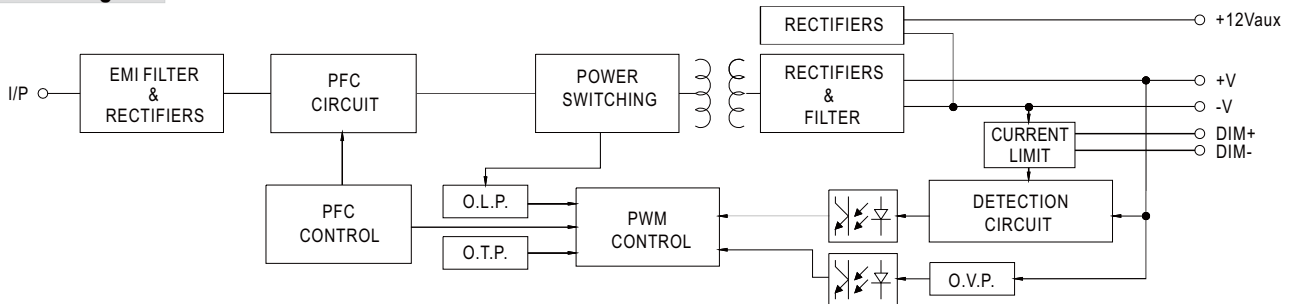 RECTIFIERS
+12Vaux
I/P
EMI FILTER
&
RECTIFIERS
PFC
CIRCUIT
POWER
SWITCHING
RECTIFIERS
&
FILTER
+V
-V
CURRENT
LIMIT
DIM+
DIM-
O.L.P.
O.T.P.
PFC
CONTROL
PWM
CONTROL
DETECTION
CIRCUIT
O.V.P.